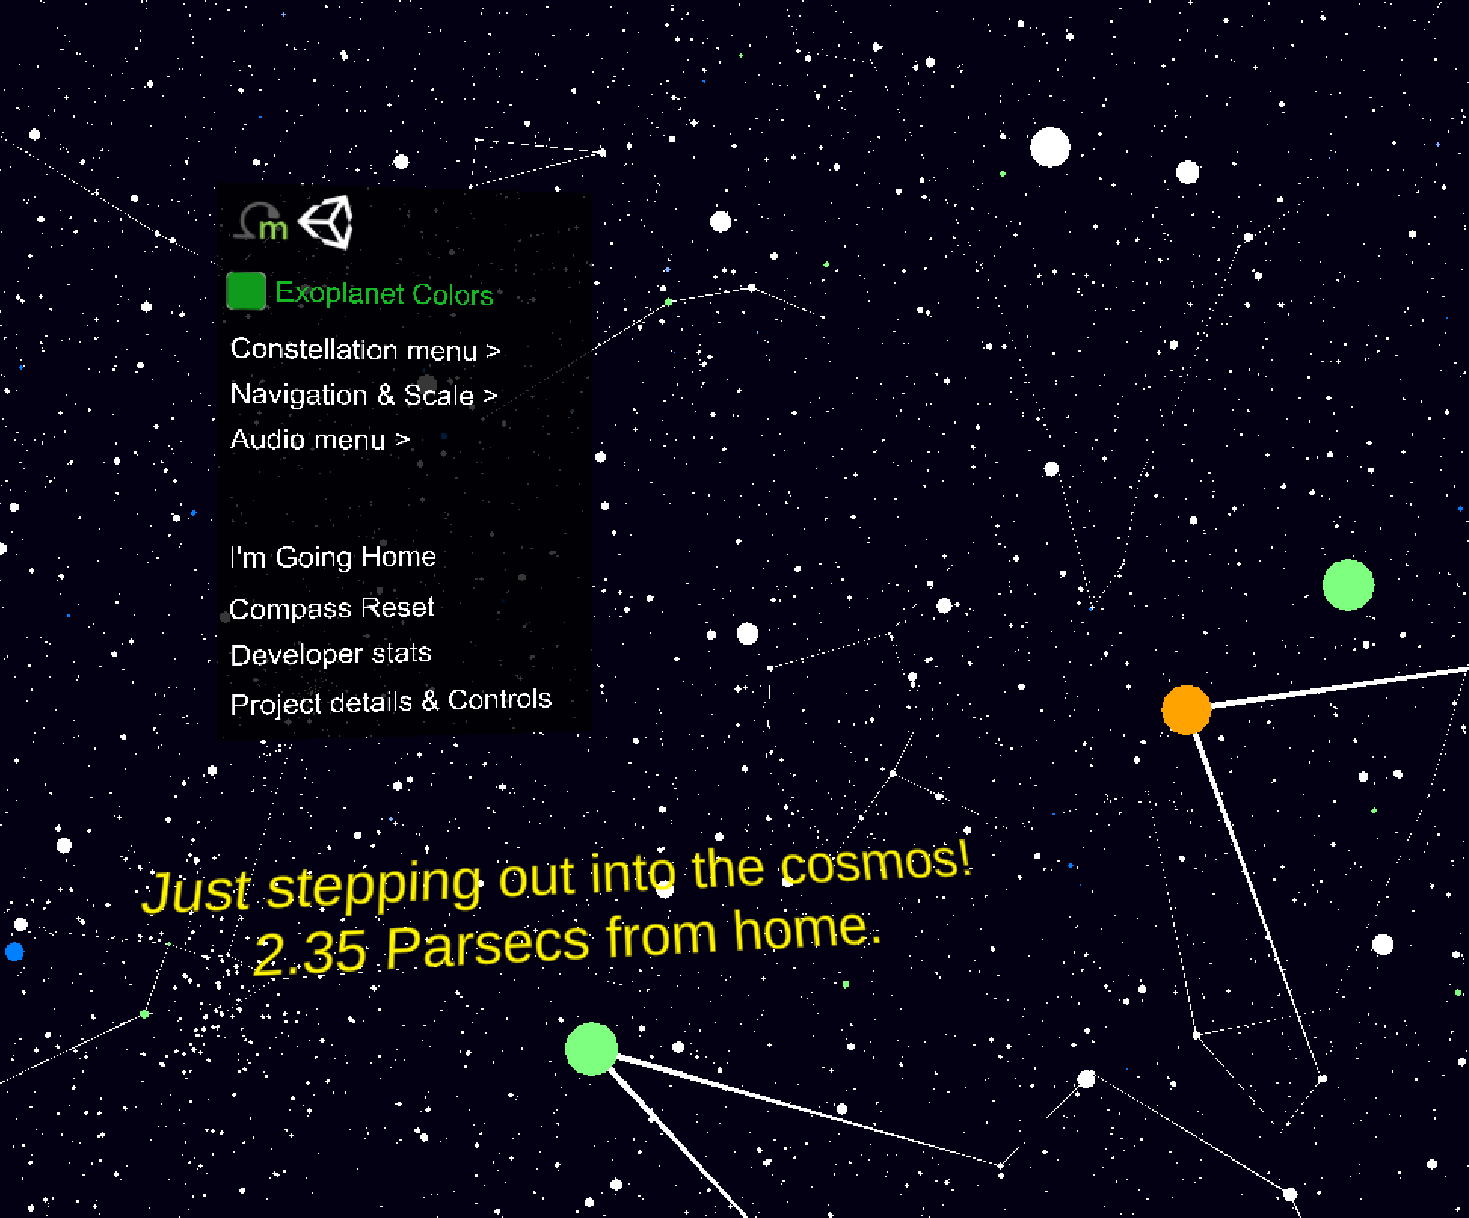 m
Exoplanet Colors
Constellation menu >
Navigation & Scale >
Audio menu >
I'm Going Home
Compass Reset
Developer stats
Project details & Controls
Just stepping out into the cosmos!
2.35 Parsecs from home.